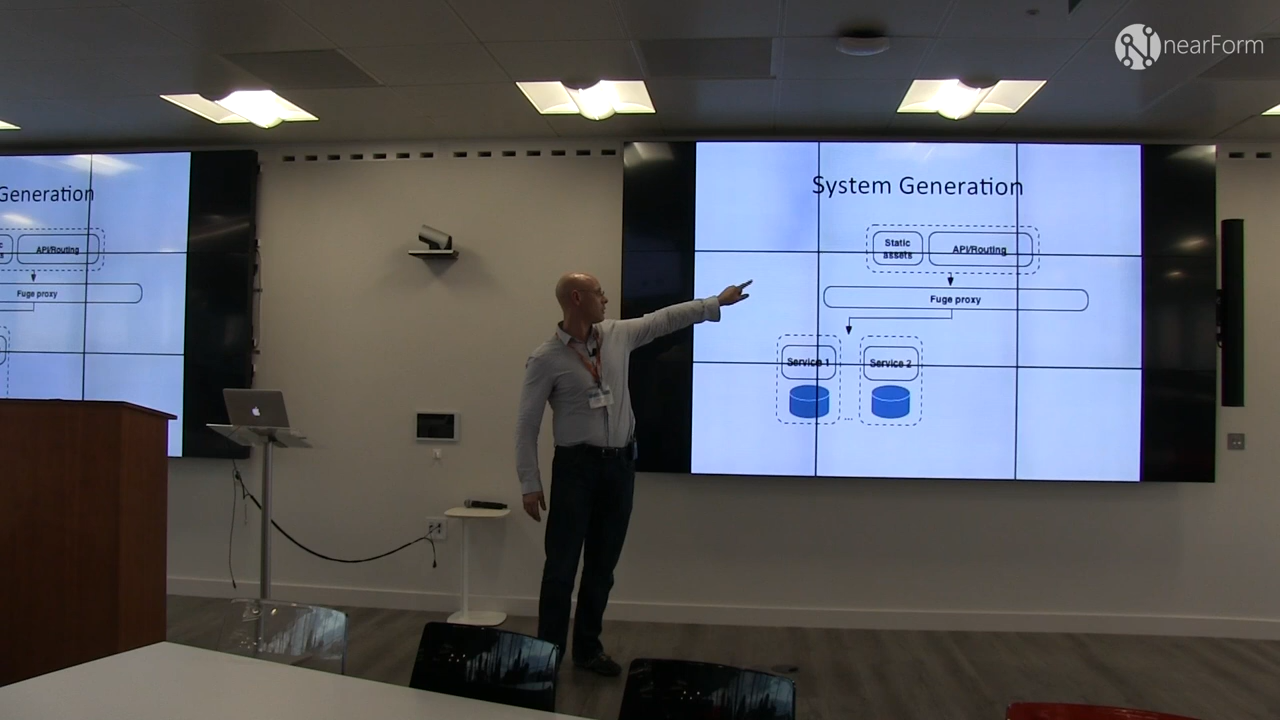 nearForm
Generation
API/Routing
Fuge proxy
System Generation
Static
assets
API/Routing
Fuge proxy
Service 1
Service 2
...